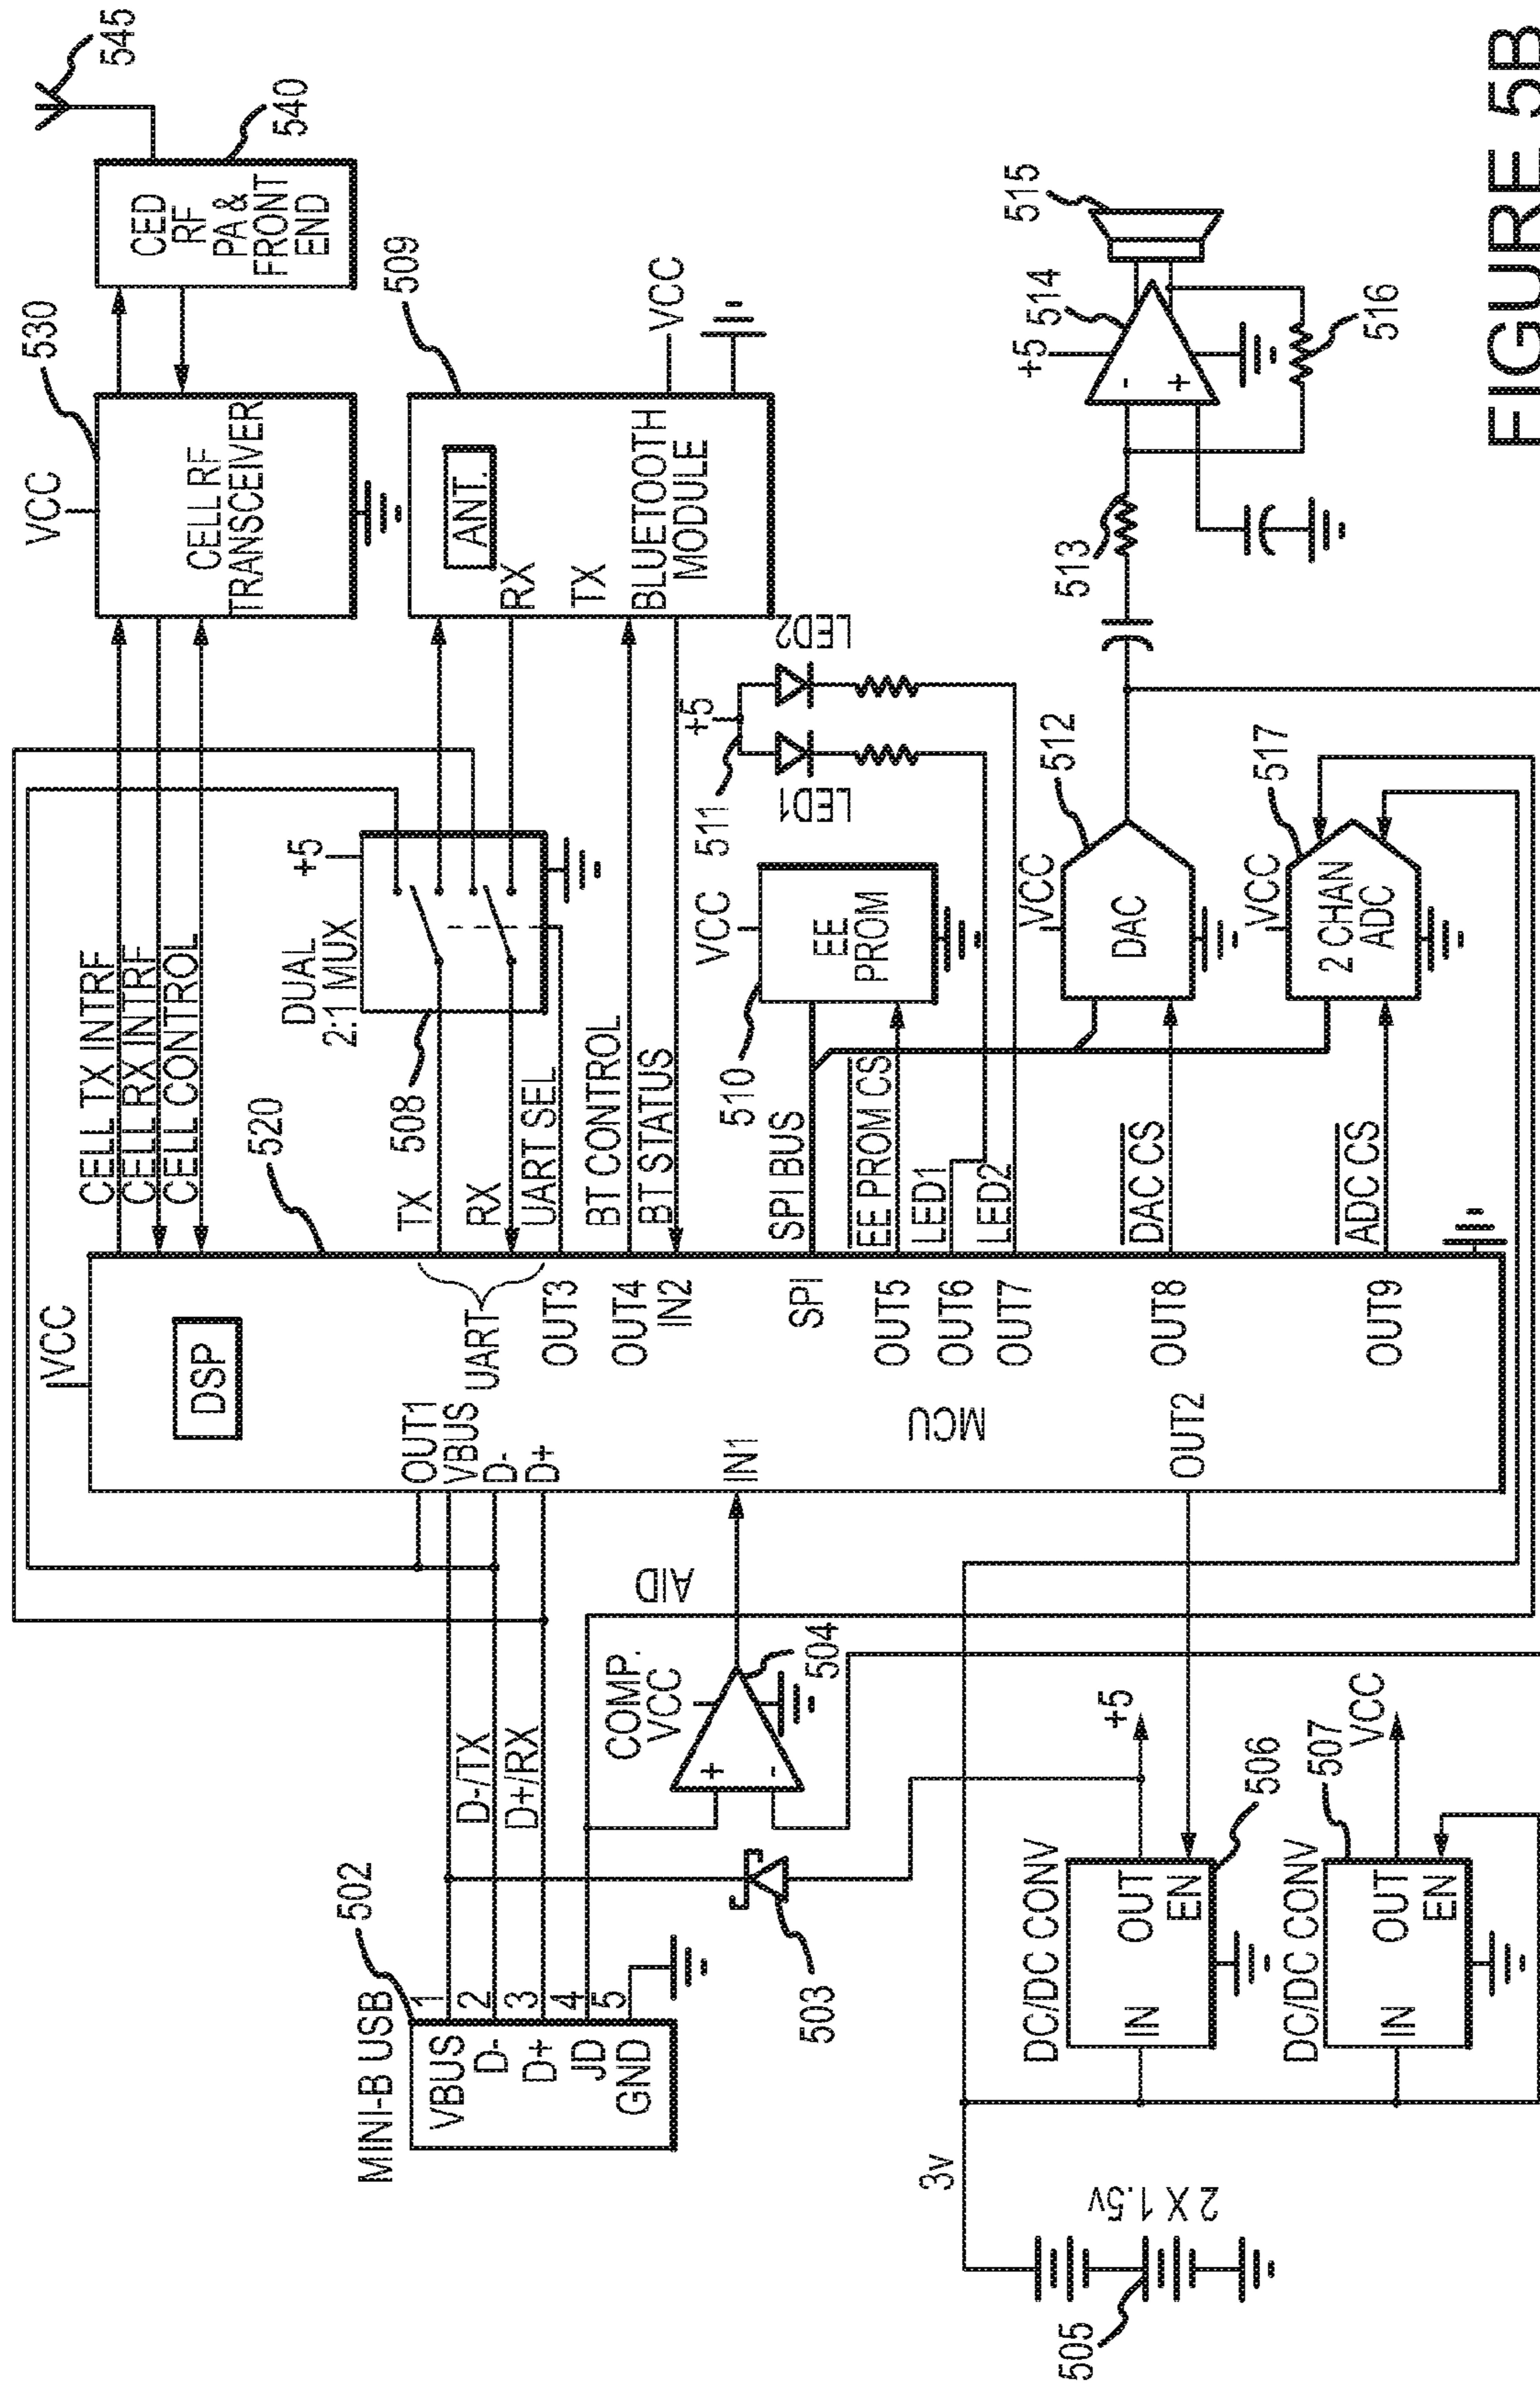 545
540
CED
RF
PA &
FRONT
END
530
VCC
CELL RF
TRANSCEIVER
509
ANT.
RX
TX
BLUETOOTH
MODULE
VCC
CELL TX INTRF
CELL RX INTRF
CELL CONTROL
520
DUAL
2:1 MUX
+5
508
TX
RX
UART SEL
BT CONTROL
BT STATUS
+5
511
LED1
LED2
VCC
EE
PROM
510
SPI BUS
EE PROM CS
LED1
LED2
512
VCC
DAC
DAC CS
517
VCC
2 CHAN
ADC
ADC CS
513
+5
514
-
+
515
516
VCC
DSP
UART
OUT3
OUT4
IN2
SPI
OUT5
OUT6
OUT7
OUT8
OUT9
OUT1
VBUS
D-
D+
IN1
MCU
OUT2
MINI-B USB
502
VBUS
D-
D+
JD
GND
1
2
3
4
5
D-/TX
D+/RX
AID
COMP.
VCC
+
-
504
503
3v
2 X 1.5v
505
DC/DC CONV
IN
OUT
EN
+5
506
DC/DC CONV
IN
OUT
EN
507
VCC
FIGURE 5B